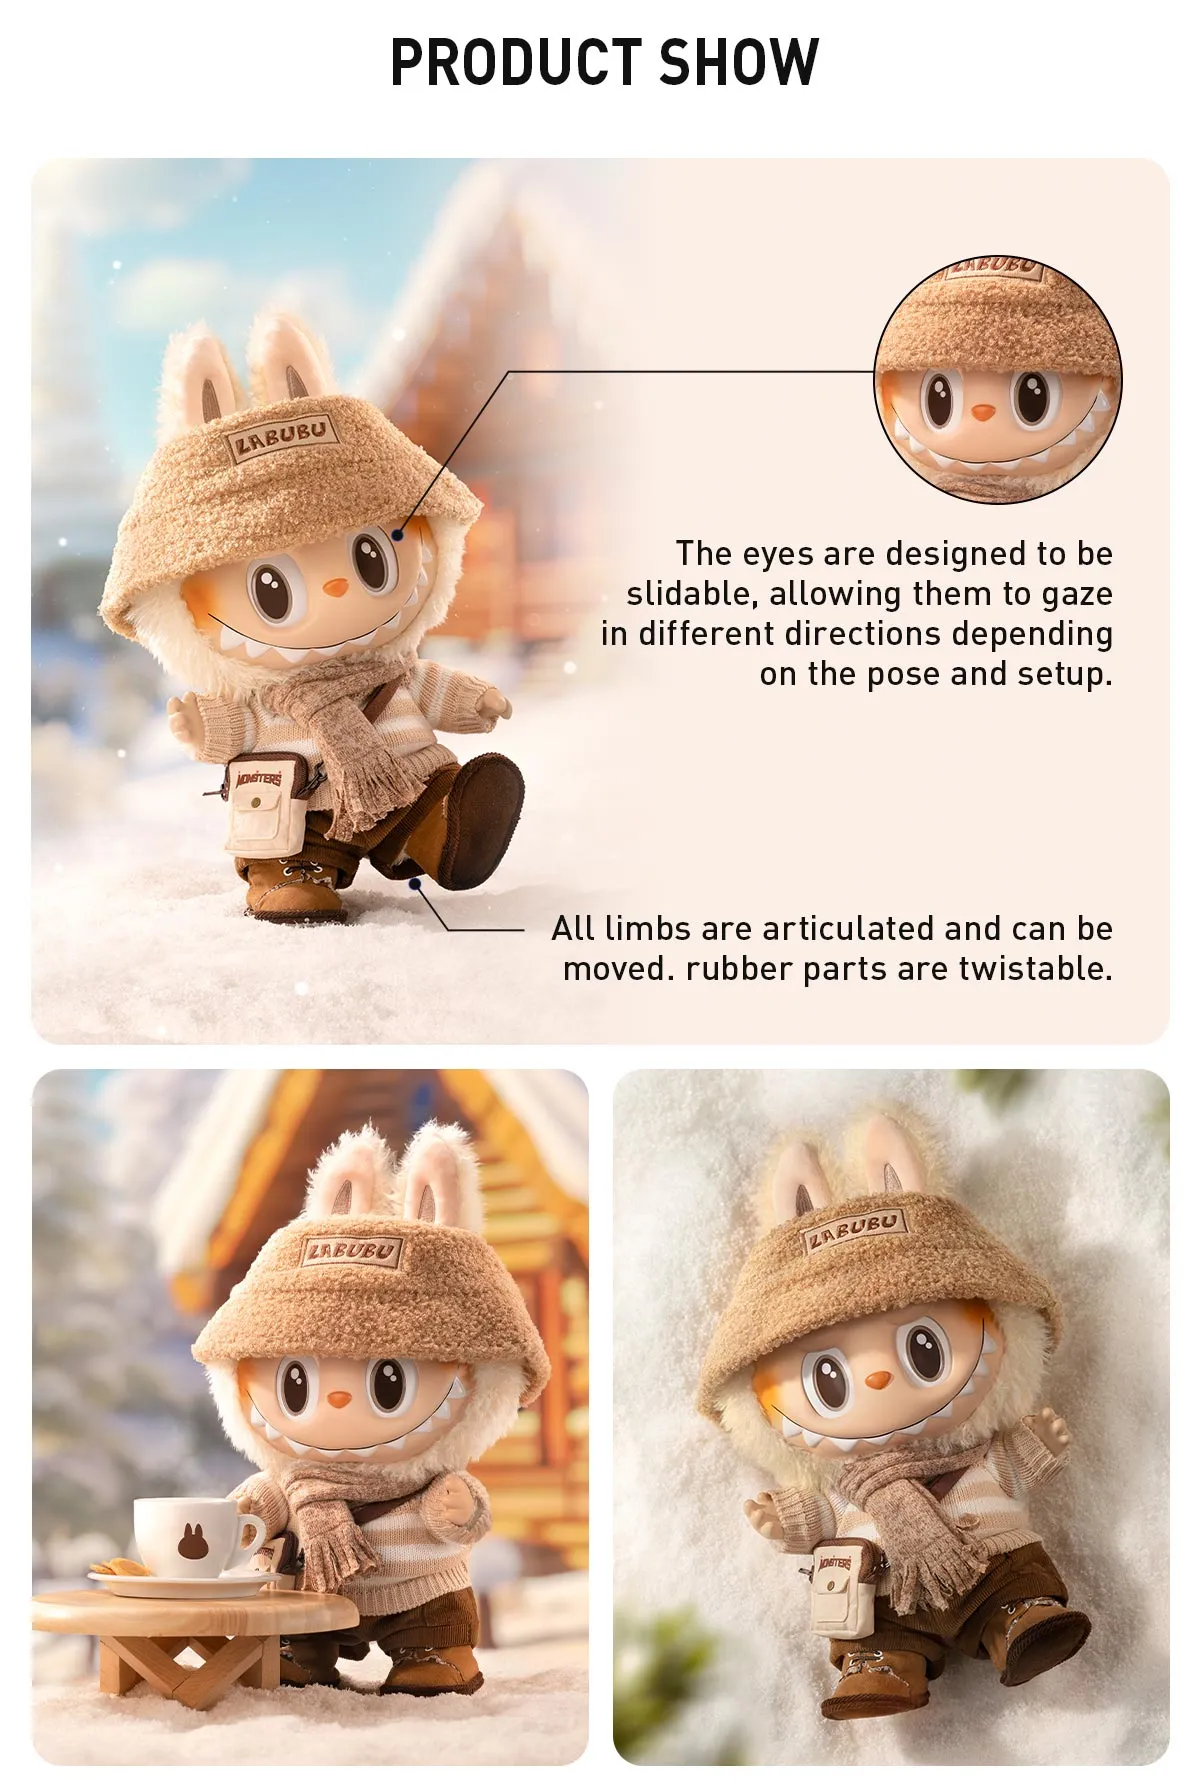 PRODUCT SHOW
LABUBU
LABUBU
The eyes are designed to be
slidable, allowing them to gaze
in different directions depending
on the pose and setup.
MONSTERS
All limbs are articulated and can be
moved. rubber parts are twistable.
LABUBU
LABUBU
MONSTERS